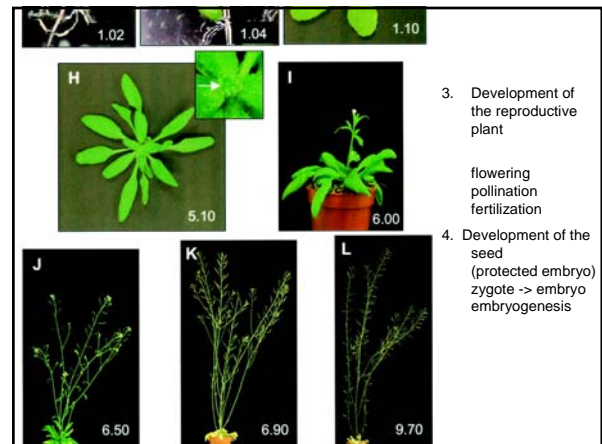 1.02
1.04
1.10
H
5.10
I
6.00
3. Development of
the reproductive
plant
flowering
pollination
fertilization
4. Development of the
seed
(protected embryo)
zygote -> embryo
embryogenesis
J
6.50
K
6.90
L
9.70